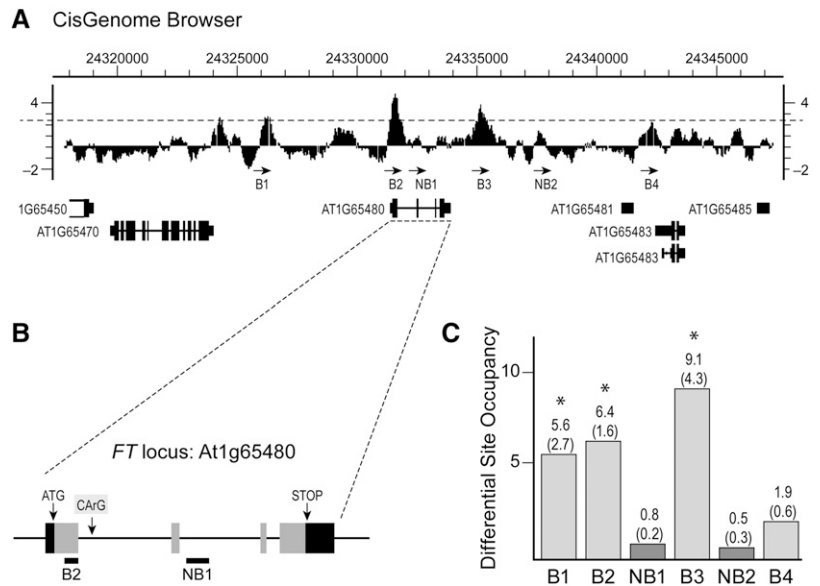 A CisGenome Browser
24320000 24325000 24330000 24335000 24340000 24345000
4 4
–2 –2
B1 B2 NB1 B3 NB2 B4
1G65450 AT1G65480 AT1G65481 AT1G65485
AT1G65470 AT1G65483
AT1G65483
B
FT locus: At1g65480
ATG CArG STOP
B2 NB1
C
Differential Site Occupancy
10
5
*
5.6
(2.7)
*
6.4
(1.6)
0.8
(0.2)
*
9.1
(4.3)
0.5
(0.3)
1.9
(0.6)
B1 B2 NB1 B3 NB2 B4